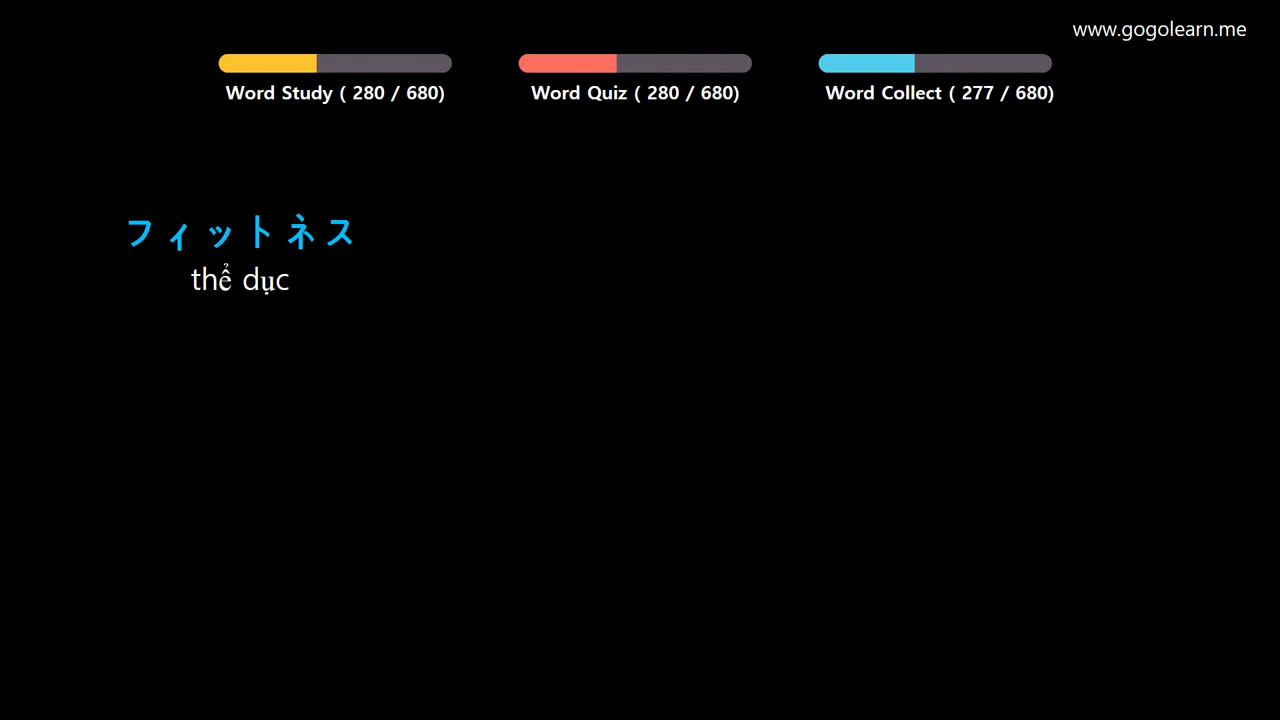 www.gogolearn.me
Word Study ( 280 / 680)
Word Quiz ( 280 / 680)
Word Collect ( 277 / 680)
フィットネス
thể dục